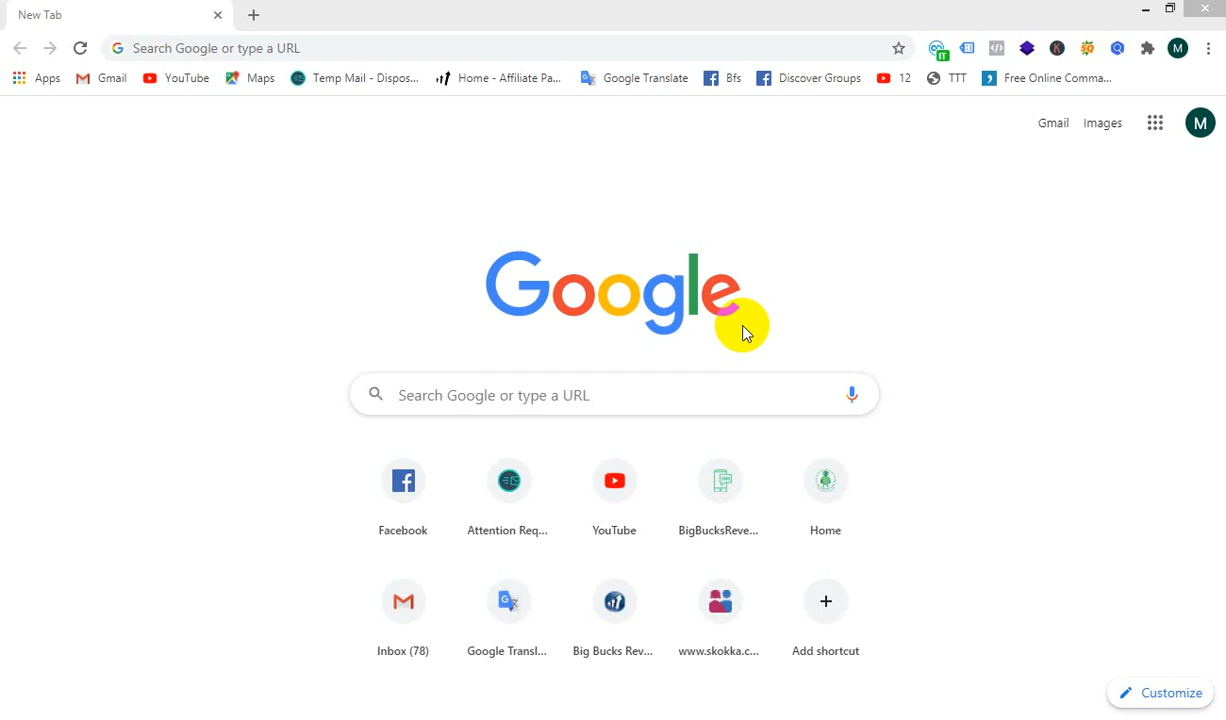 New Tab
Search Google or type a URL
Apps Gmail YouTube Maps Temp Mail - Dispos... Home - Affiliate Pa... Google Translate Bfs Discover Groups 12 TTT Free Online Comma...
Gmail Images M
Google
Search Google or type a URL
Facebook Attention Req... YouTube BigBucksReve... Home
Inbox (78) Google Transl... Big Bucks Rev... www.skokka.c... Add shortcut
Customize